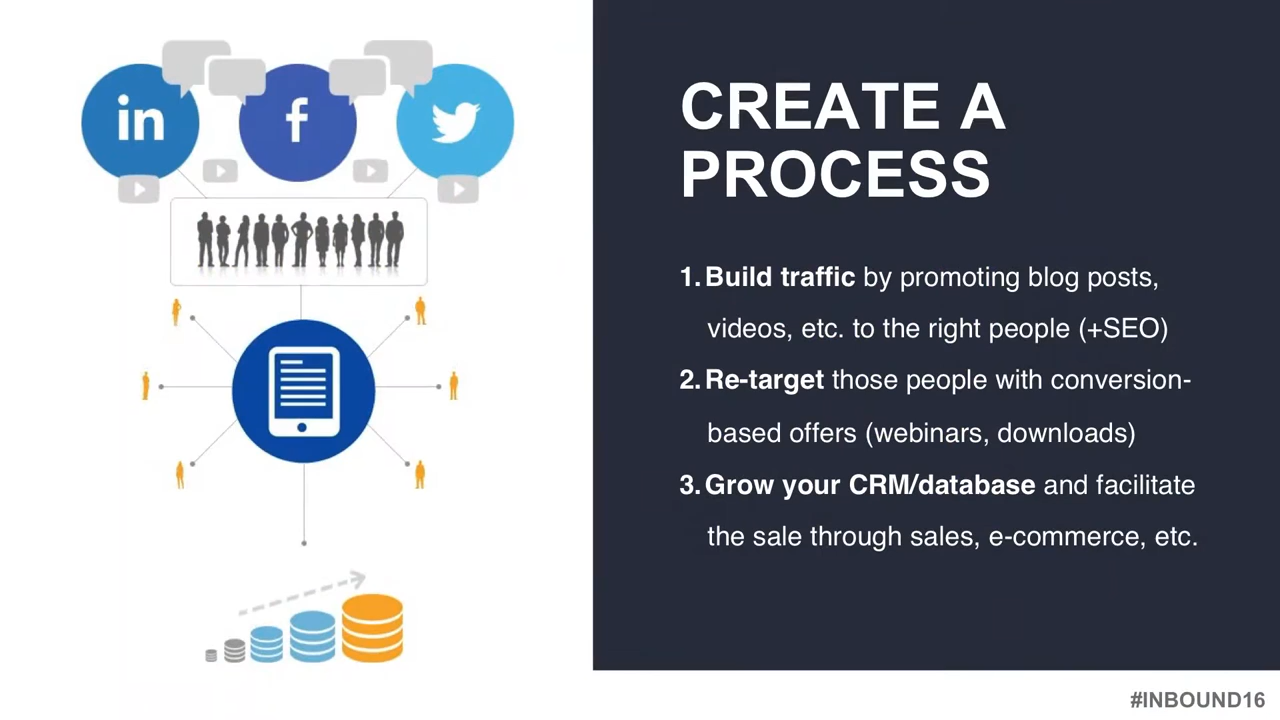 in
f
CREATE A
PROCESS
1. Build traffic by promoting blog posts,
videos, etc. to the right people (+SEO)
2. Re-target those people with conversion-
based offers (webinars, downloads)
3. Grow your CRM/database and facilitate
the sale through sales, e-commerce, etc.
#INBOUND16